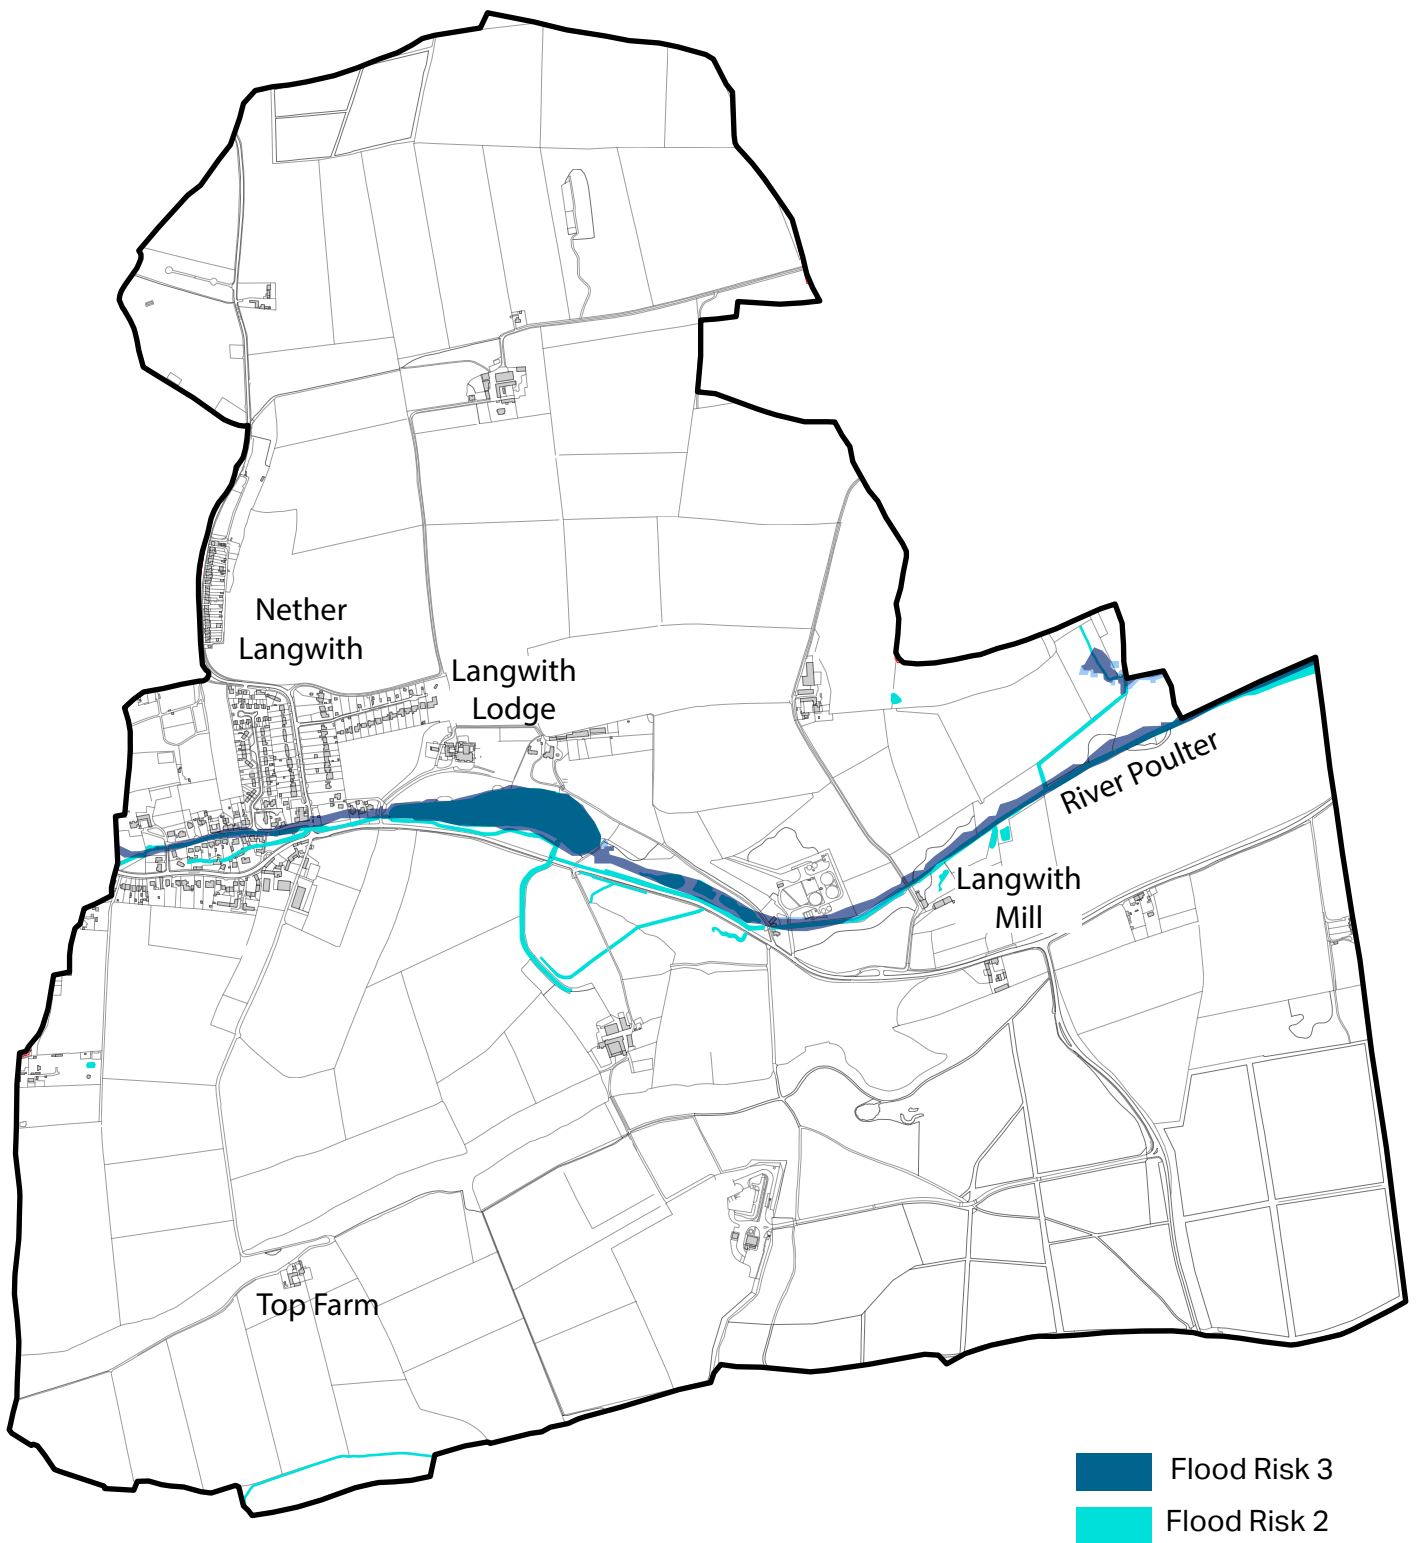 Nether
Langwith
Langwith
Lodge
River Poulter
Langwith
Mill
Top Farm
Flood Risk 3
Flood Risk 2